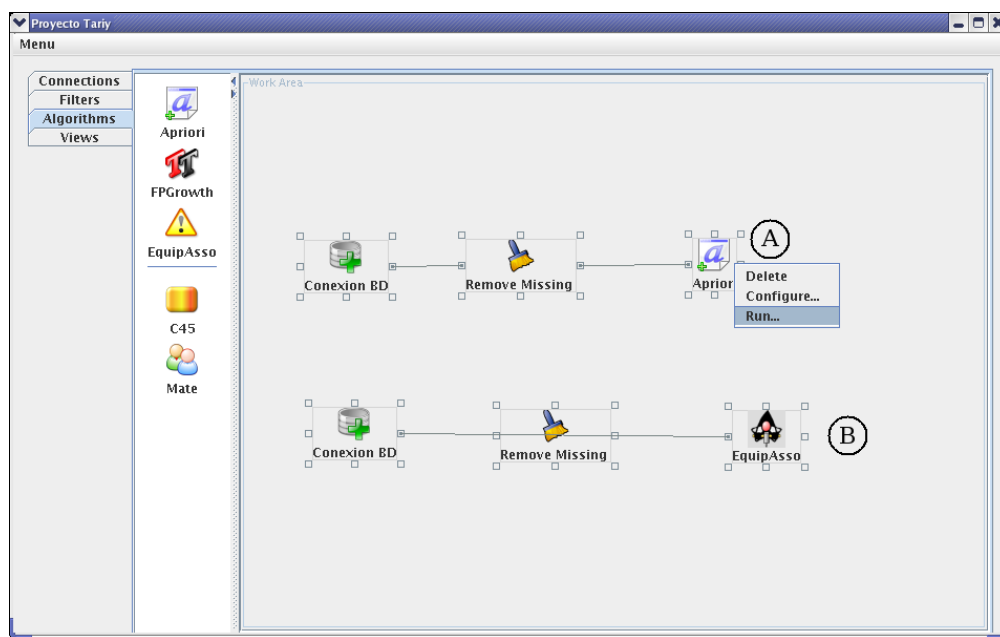 Proyecto Tariy
Menu
Connections
Filters
Algorithms
Views
Apriori
FPGrowth
EquipAsso
C45
Mate
Work Area
Conexion BD
Remove Missing
Aprior
A
Delete
Configure...
Run...
Conexion BD
Remove Missing
EquipAsso
B